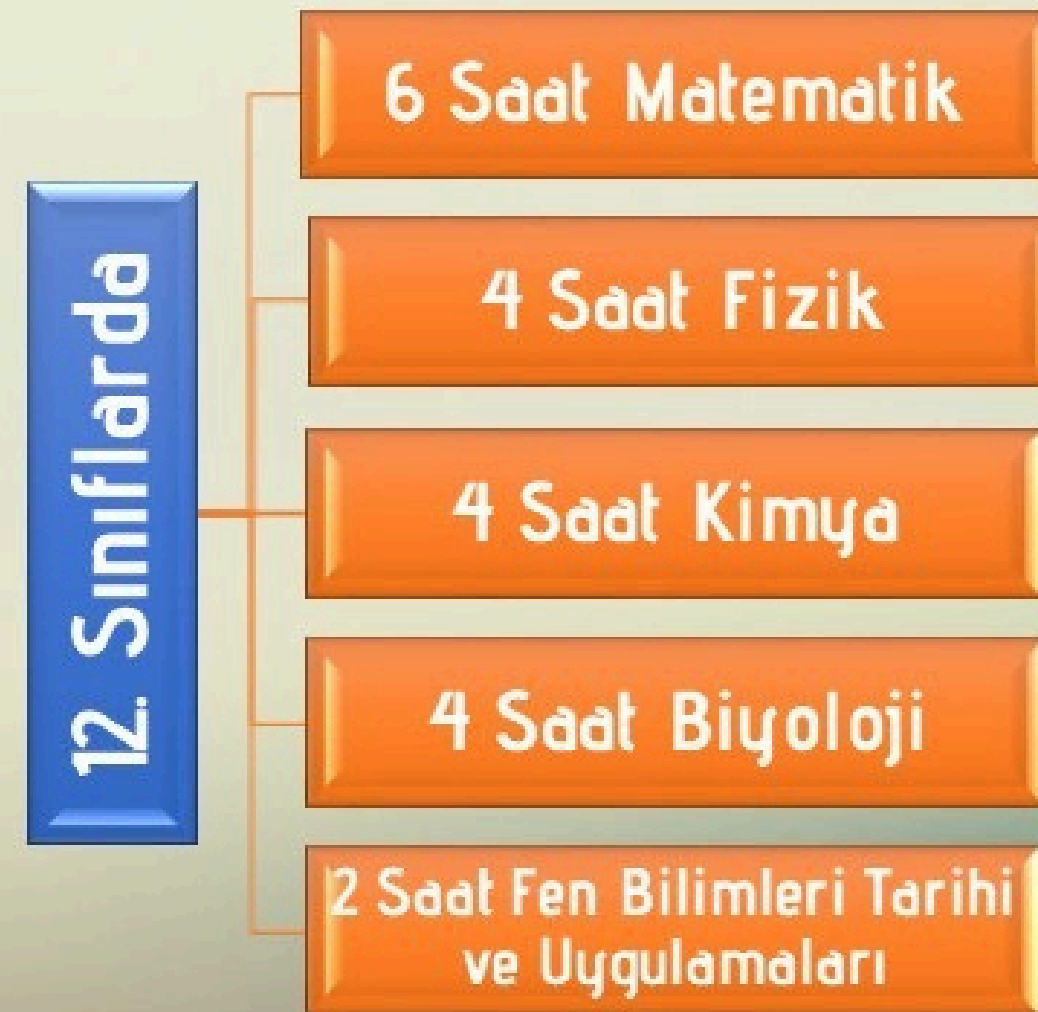 12. Sınıflarda
6 Saat Matematik
4 Saat Fizik
4 Saat Kimya
4 Saat Biyoloji
2 Saat Fen Bilimleri Tarihi
ve Uygulamaları